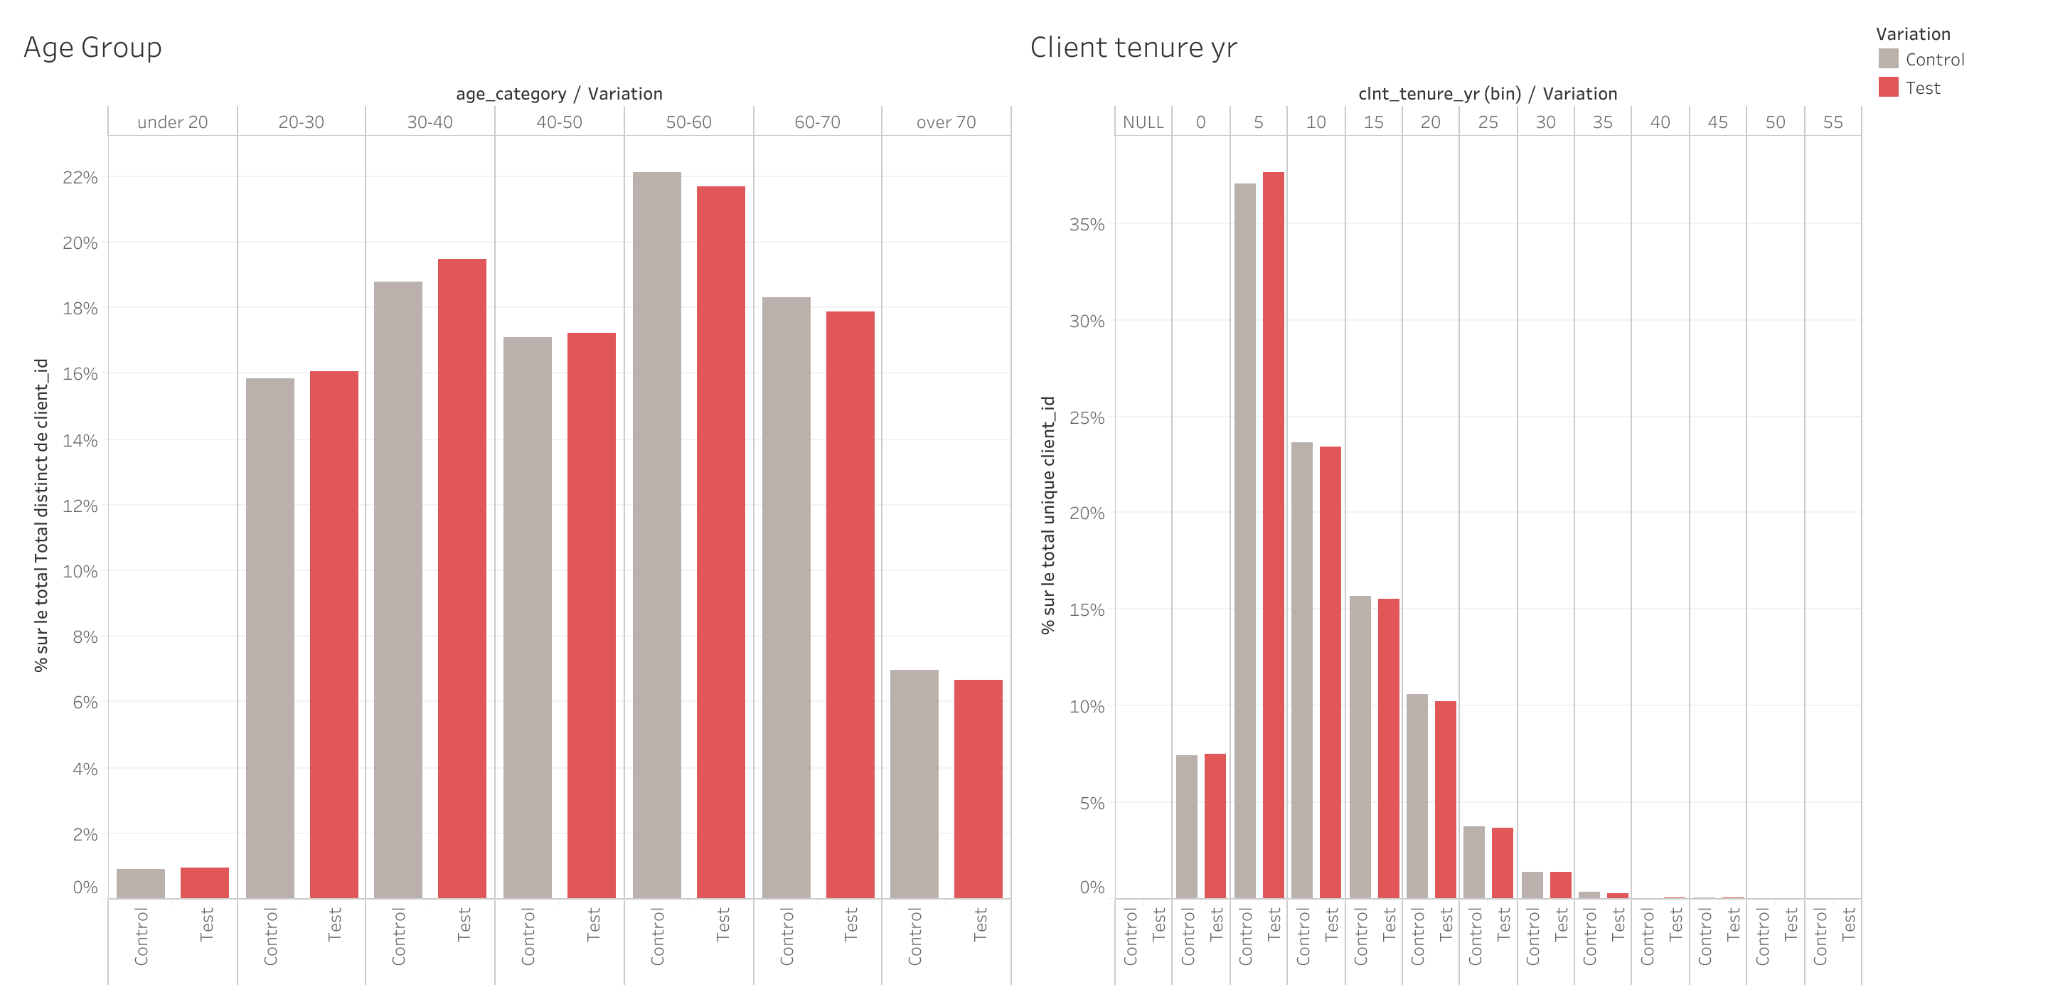 Age Group
age_category / Variation
under 20 20-30 30-40 40-50 50-60 60-70 over 70
% sur le total Total distinct de client_id
22%
20%
18%
16%
14%
12%
10%
8%
6%
4%
2%
0%
Control Test Control Test Control Test Control Test Control Test Control Test Control Test
Client tenure yr
clnt_tenure_yr (bin) / Variation
NULL 0 5 10 15 20 25 30 35 40 45 50 55
% sur le total unique client_id
35%
30%
25%
20%
15%
10%
5%
0%
Control Test Control Test Control Test Control Test Control Test Control Test Control Test Control Test Control Test Control Test Control Test Control Test Control Test
Variation
Control
Test